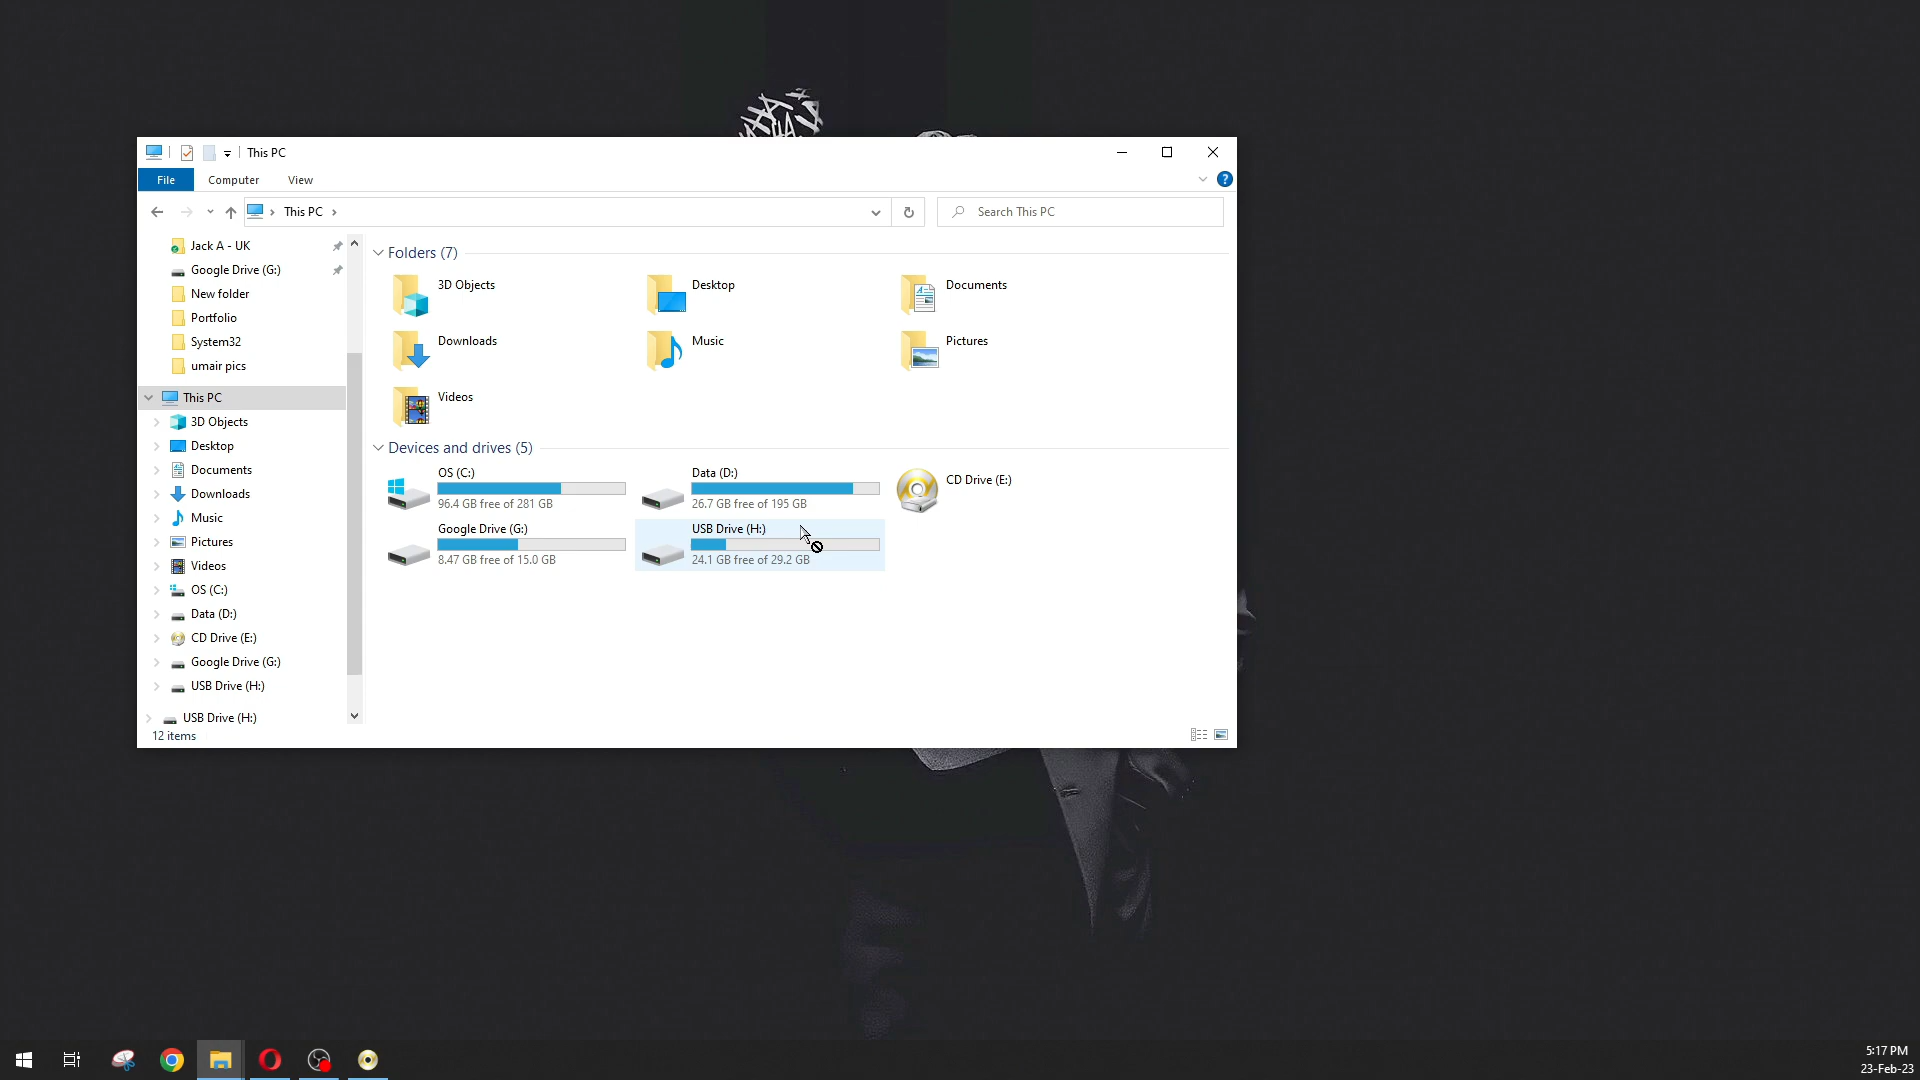 This PC
File Computer View
This PC
Search This PC
Jack A - UK
Google Drive (G:)
New folder
Portfolio
System32
umair pics
This PC
3D Objects
Desktop
Documents
Downloads
Music
Pictures
Videos
OS (C:)
Data (D:)
CD Drive (E:)
Google Drive (G:)
USB Drive (H:)
USB Drive (H:)
12 items
Folders (7)
3D Objects
Desktop
Documents
Downloads
Music
Pictures
Videos
Devices and drives (5)
OS (C:)
96.4 GB free of 281 GB
Data (D:)
26.7 GB free of 195 GB
CD Drive (E:)
Google Drive (G:)
8.47 GB free of 15.0 GB
USB Drive (H:)
24.1 GB free of 29.2 GB
5:17 PM
23-Feb-23